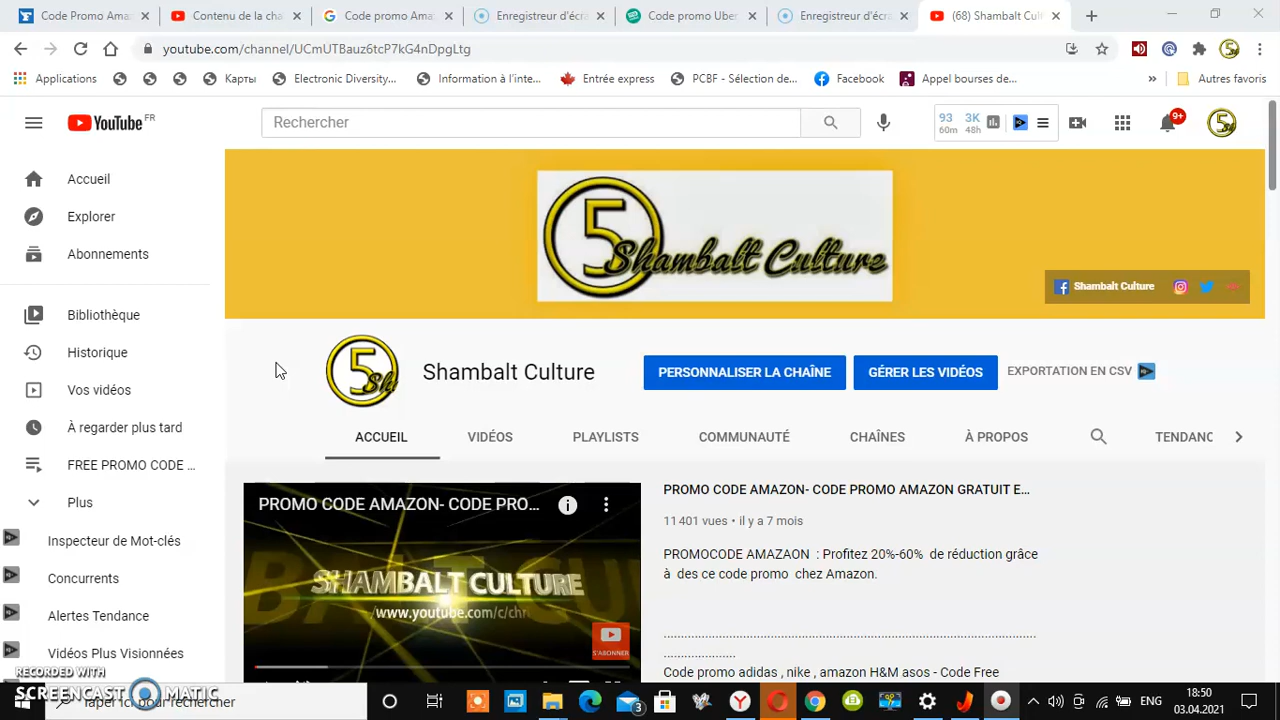 Code Promo Ama
Contenu de la cha
Code promo Ama
Enregistreur d'écra
Code promo Uber
Enregistreur d'écra
(68) Shambalt Cul
youtube.com/channel/UCmUTBauz6tcP7kG4nDpgLtg
Applications
Карты
Electronic Diversity...
Information à l'inte...
Entrée express
PCBF - Sélection de...
Facebook
Appel bourses de...
Autres favoris
YouTube FR
Rechercher
93 3K
60m 48h
9+
Accueil
Explorer
Abonnements
Bibliothèque
Historique
Vos vidéos
À regarder plus tard
FREE PROMO CODE ...
Plus
Inspecteur de Mot-clés
Concurrents
Alertes Tendance
Vidéos Plus Visionnées
5 Shambalt Culture
Shambalt Culture
5 Sh
Shambalt Culture
PERSONNALISER LA CHAÎNE
GÉRER LES VIDÉOS
EXPORTATION EN CSV
ACCUEIL
VIDÉOS
PLAYLISTS
COMMUNAUTÉ
CHAÎNES
À PROPOS
TENDANC
PROMO CODE AMAZON- CODE PRO...
SHAMBALT CULTURE
/www.youtube.com/c/chr
S'ABONNER
PROMO CODE AMAZON- CODE PROMO AMAZON GRATUIT E...
11 401 vues • il y a 7 mois
PROMOCODE AMAZAON : Profitez 20%-60% de réduction grâce
à des ce code promo chez Amazon.
Code promo adidas , nike , amazon H&M asos - Code Free
RECORDED WITH
SCREENCAST MATIC
Taper ici pour rechercher
3
ENG
18:50
03.04.2021